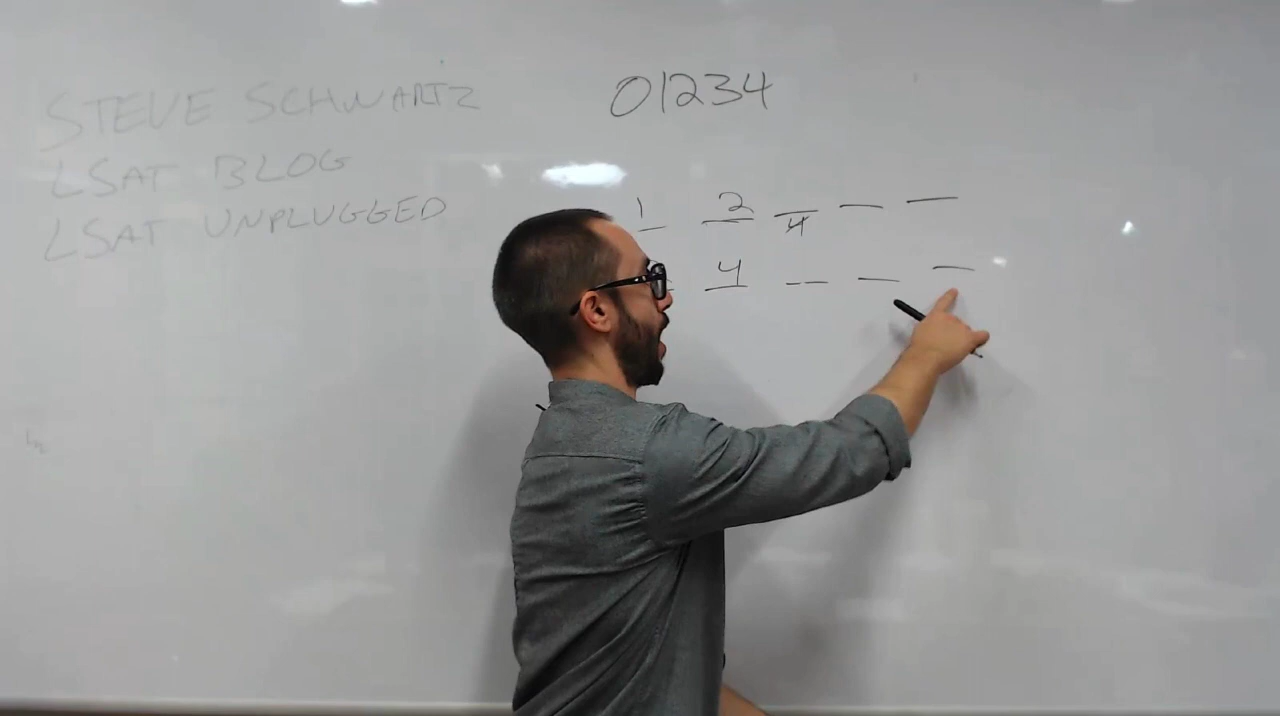 STEVE SCHWARTZ
LSAT BLOG
LSAT UNPLUGGED
01234
1 2 _ _ _
4
4 _ _ _